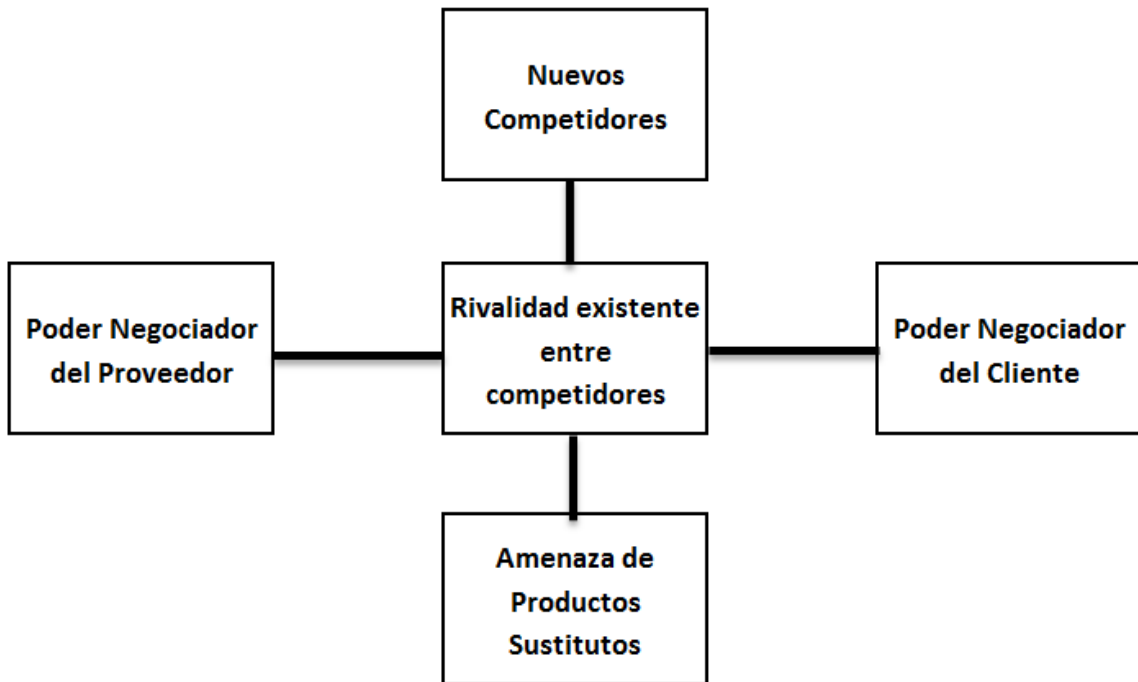 Nuevos
Competidores
Poder Negociador
del Proveedor
Rivalidad existente
entre
competidores
Poder Negociador
del Cliente
Amenaza de
Productos
Sustitutos